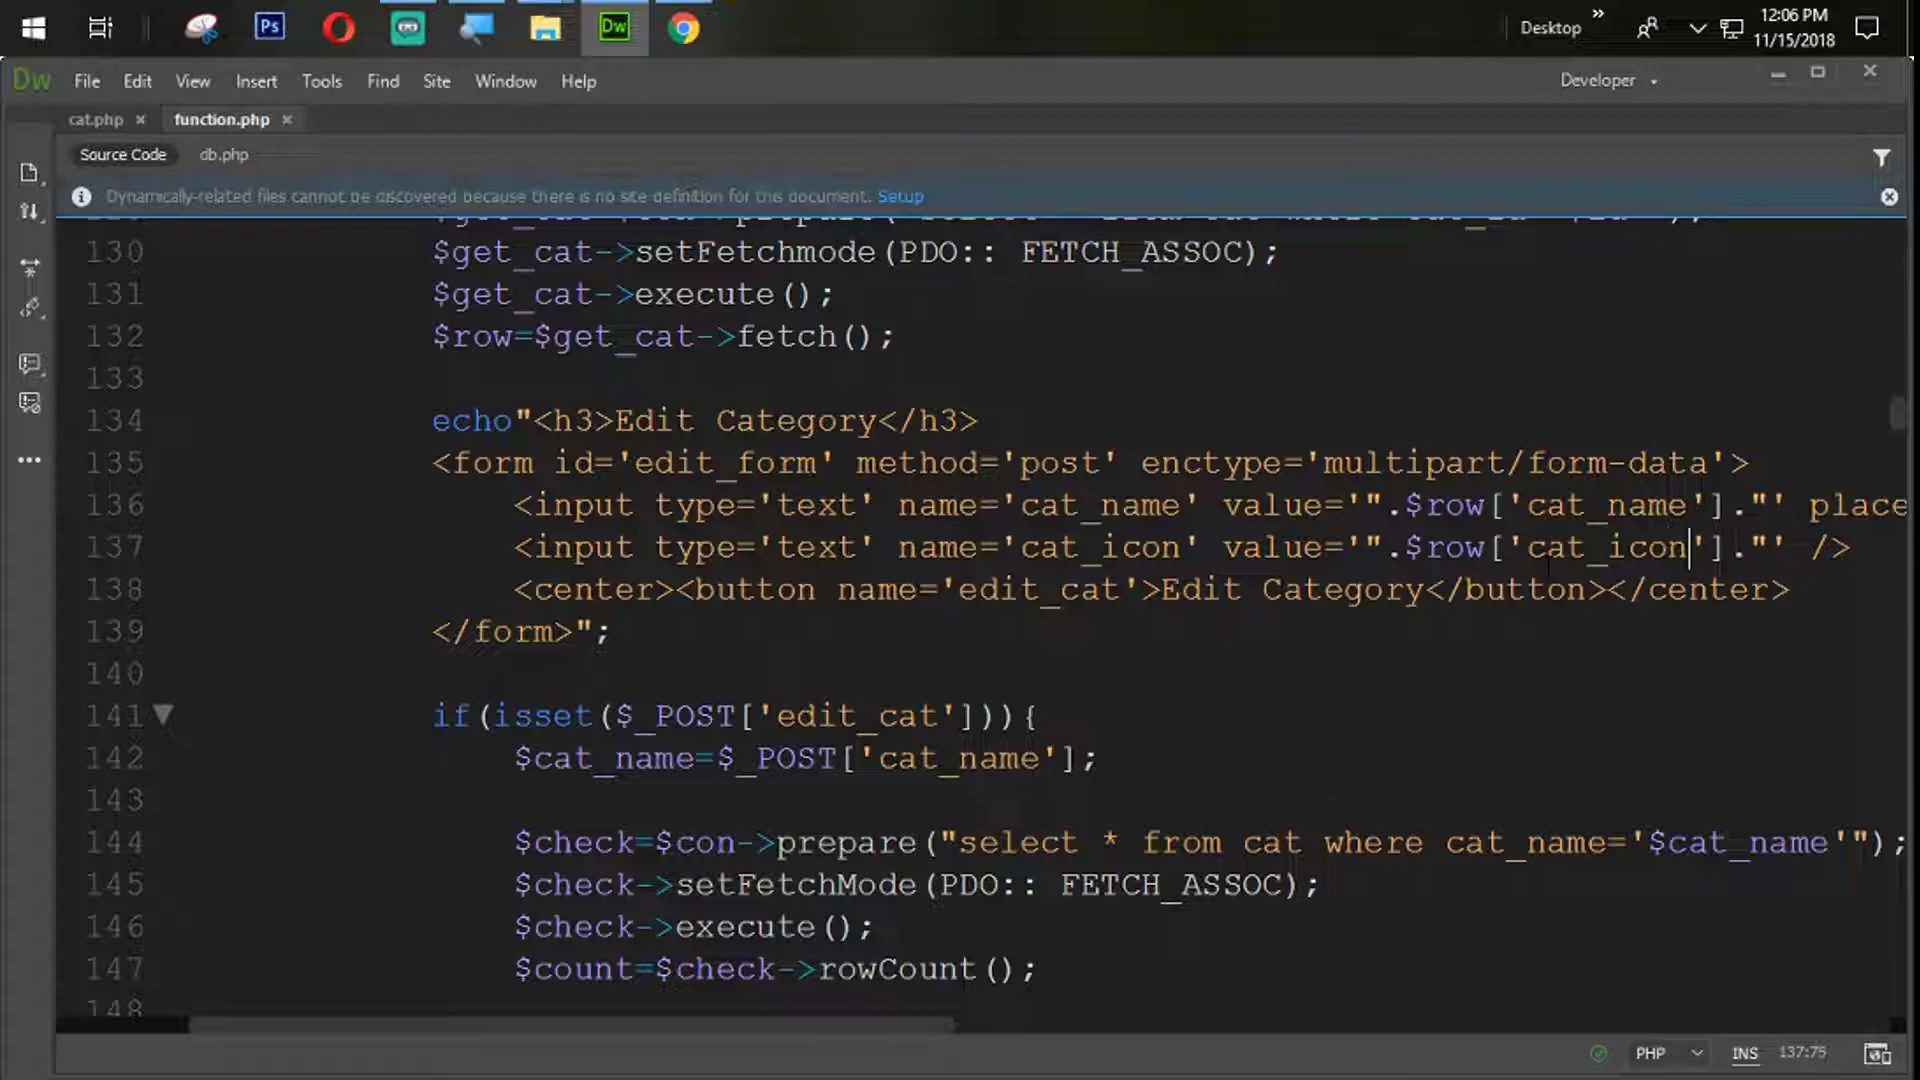 Ps
Dw
Desktop
12:06 PM
11/15/2018
Dw File Edit View Insert Tools Find Site Window Help Developer
cat.php function.php
Source Code db.php
Dynamically-related files cannot be discovered because there is no site definition for this document. Setup
130 $get_cat->setFetchmode(PDO:: FETCH_ASSOC);
131 $get_cat->execute();
132 $row=$get_cat->fetch();
133
134 echo"<h3>Edit Category</h3>
135 <form id='edit_form' method='post' enctype='multipart/form-data'>
136 <input type='text' name='cat_name' value='".$row['cat_name']."' place
137 <input type='text' name='cat_icon' value='".$row['cat_icon']."' />
138 <center><button name='edit_cat'>Edit Category</button></center>
139 </form>";
140
141 if(isset($_POST['edit_cat'])){
142 $cat_name=$_POST['cat_name'];
143
144 $check=$con->prepare("select * from cat where cat_name='$cat_name'");
145 $check->setFetchMode(PDO:: FETCH_ASSOC);
146 $check->execute();
147 $count=$check->rowCount();
148
PHP INS 137:75